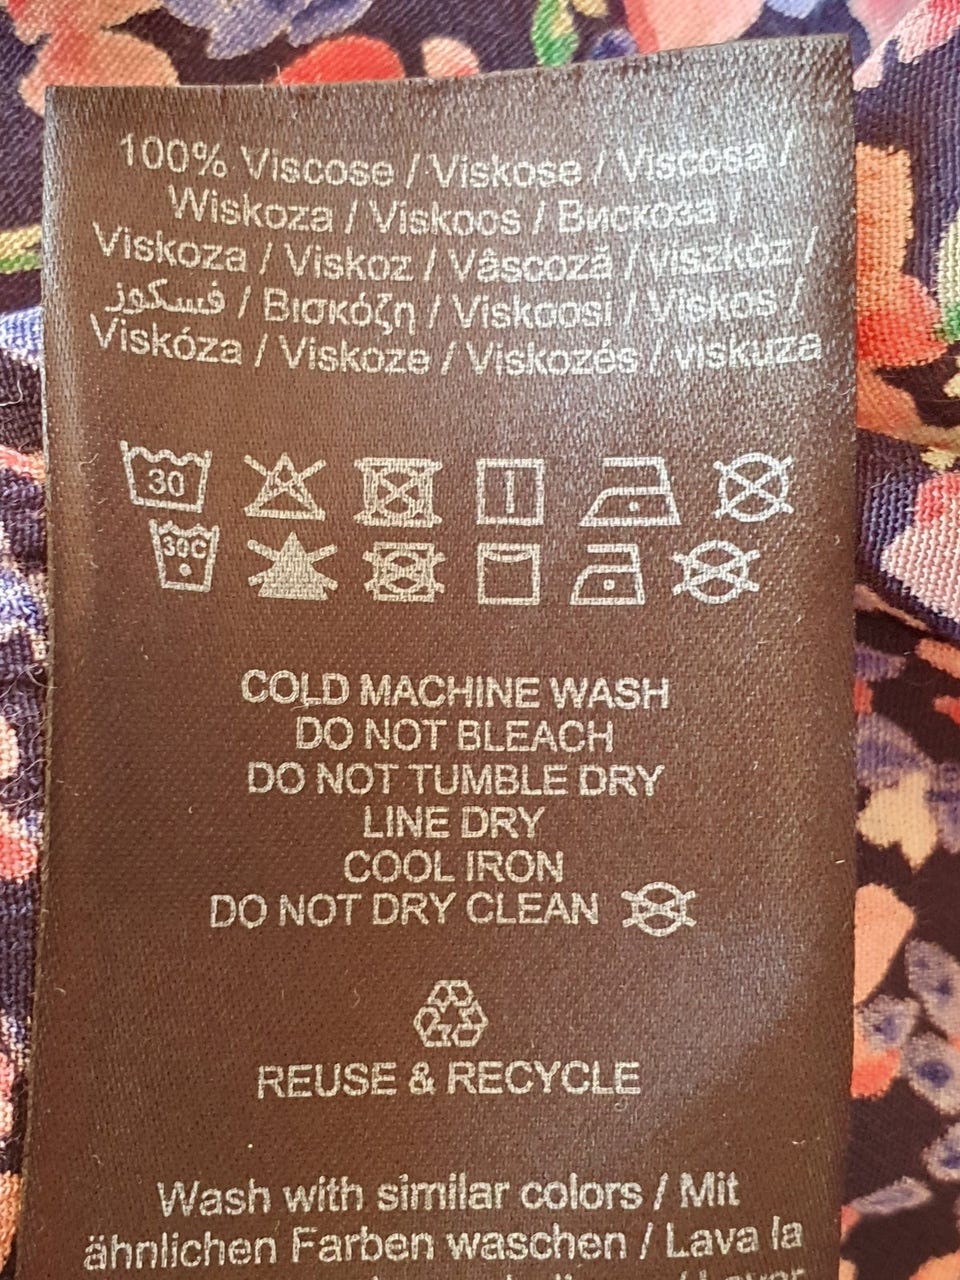 100% Viscose / Viskose / Viscosa /
Wiskoza / Viskoos / Вискоза /
Viskoza / Viskoz / Vâscoză / viszkóz /
فسكوز / Βισκόζη / Viskoosi / Viskos /
Viskóza / Viskoze / Viskozés / viskuza
30
30C
COLD MACHINE WASH
DO NOT BLEACH
DO NOT TUMBLE DRY
LINE DRY
COOL IRON
DO NOT DRY CLEAN
REUSE & RECYCLE
Wash with similar colors / Mit
ähnlichen Farben waschen / Lava la